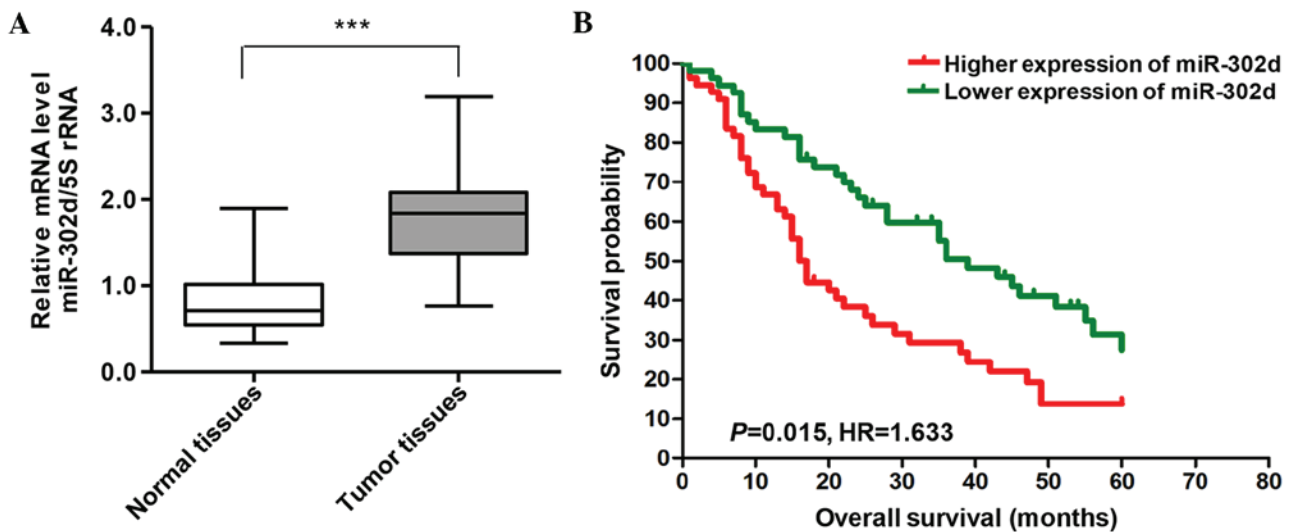 A
Relative mRNA level
miR-302d/5S rRNA
4.0
3.0
2.0
1.0
0.0
***
Normal tissues
Tumor tissues
B
Survival probability
100
90
80
70
60
50
40
30
20
10
0
Higher expression of miR-302d
Lower expression of miR-302d
P=0.015, HR=1.633
0 10 20 30 40 50 60 70 80
Overall survival (months)